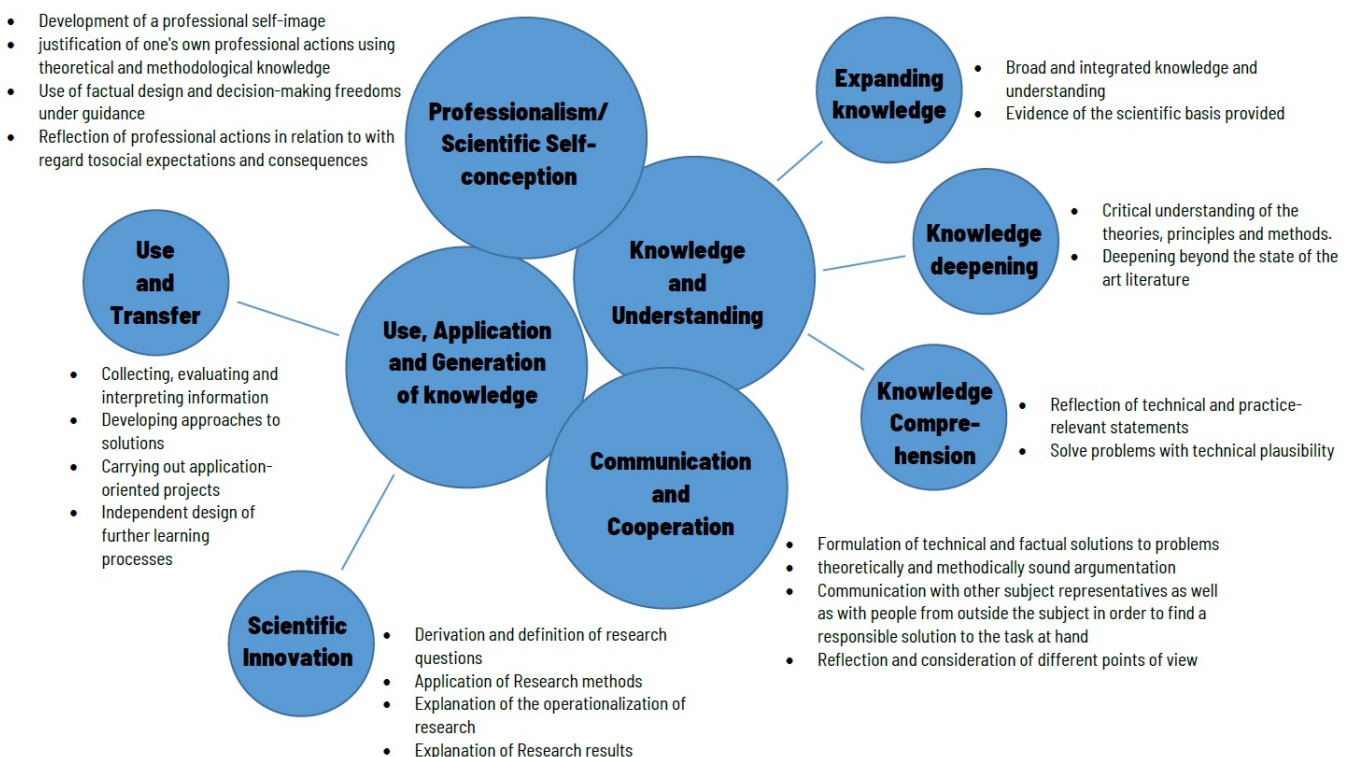 • Development of a professional self-image
• justification of one's own professional actions using
theoretical and methodological knowledge
• Use of factual design and decision-making freedoms
under guidance
• Reflection of professional actions in relation to with
regard tosocial expectations and consequences
Professionalism/
Scientific Self-
conception
Expanding
knowledge
• Broad and integrated knowledge and
understanding
• Evidence of the scientific basis provided
Knowledge
and
Understanding
Knowledge
deepening
• Critical understanding of the
theories, principles and methods.
• Deepening beyond the state of the
art literature
Knowledge
Compre-
hension
• Reflection of technical and practice-
relevant statements
• Solve problems with technical plausibility
Use
and
Transfer
• Collecting, evaluating and
interpreting information
• Developing approaches to
solutions
• Carrying out application-
oriented projects
• Independent design of
further learning
processes
Use, Application
and Generation
of knowledge
Communication
and
Cooperation
• Formulation of technical and factual solutions to problems
• theoretically and methodically sound argumentation
• Communication with other subject representatives as well
as with people from outside the subject in order to find a
responsible solution to the task at hand
• Reflection and consideration of different points of view
Scientific
Innovation
• Derivation and definition of research
questions
• Application of Research methods
• Explanation of the operationalization of
research
• Explanation of Research results